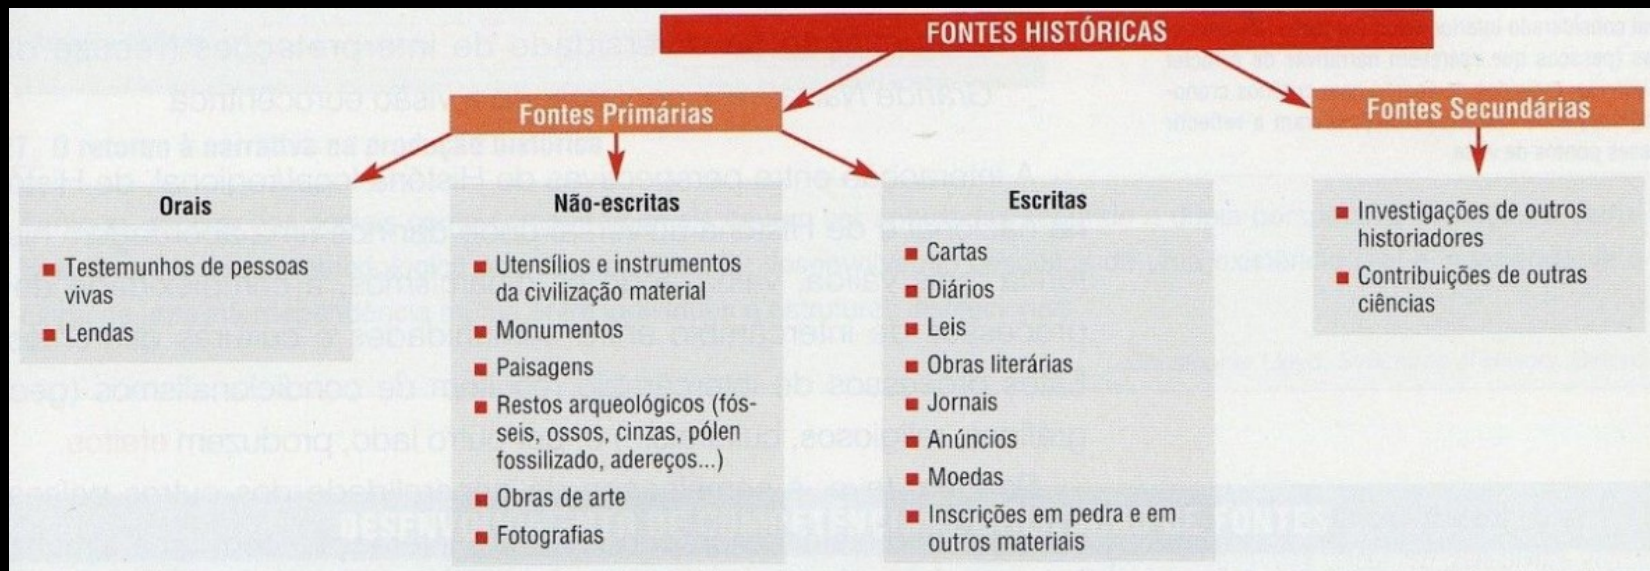 FONTES HISTÓRICAS
Fontes Primárias
Fontes Secundárias
Orais
Testemunhos de pessoas
vivas
Lendas
Não-escritas
Utensílios e instrumentos
da civilização material
Monumentos
Paisagens
Restos arqueológicos (fós-
seis, ossos, cinzas, pólen
fossilizado, adereços...)
Obras de arte
Fotografias
Escritas
Cartas
Diários
Leis
Obras literárias
Jornais
Anúncios
Moedas
Inscrições em pedra e em
outros materiais
Investigações de outros
historiadores
Contribuições de outras
ciências